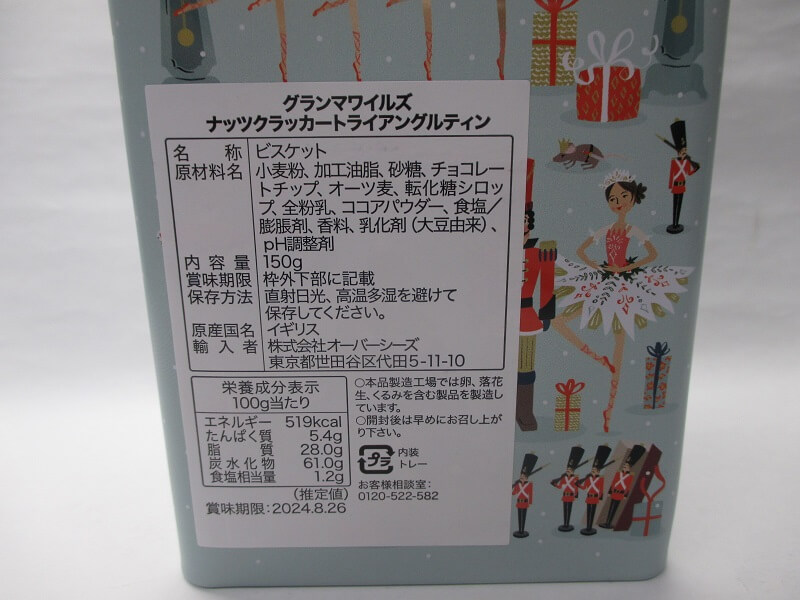 グランマワイルズ
ナッツクラッカートライアングルティン
名　称 ビスケット
原材料名 小麦粉、加工油脂、砂糖、チョコレー
トチップ、オーツ麦、転化糖シロッ
プ、全粉乳、ココアパウダー、食塩／
膨脹剤、香料、乳化剤（大豆由来）、
pH調整剤
内容量 150g
賞味期限 枠外下部に記載
保存方法 直射日光、高温多湿を避けて
保存してください。
原産国名 イギリス
輸入者 株式会社オーバーシーズ
東京都世田谷区代田5-11-10
栄養成分表示
100g当たり
エネルギー 519kcal
たんぱく質 5.4g
脂　質 28.0g
炭水化物 61.0g
食塩相当量 1.2g
（推定値）
賞味期限：2024.8.26
○本品製造工場では卵、落花
生、くるみを含む製品を製造し
ています。
○開封後は早めにお召し上が
り下さい。
プラ 内装
トレー
お客様相談室：
0120-522-582